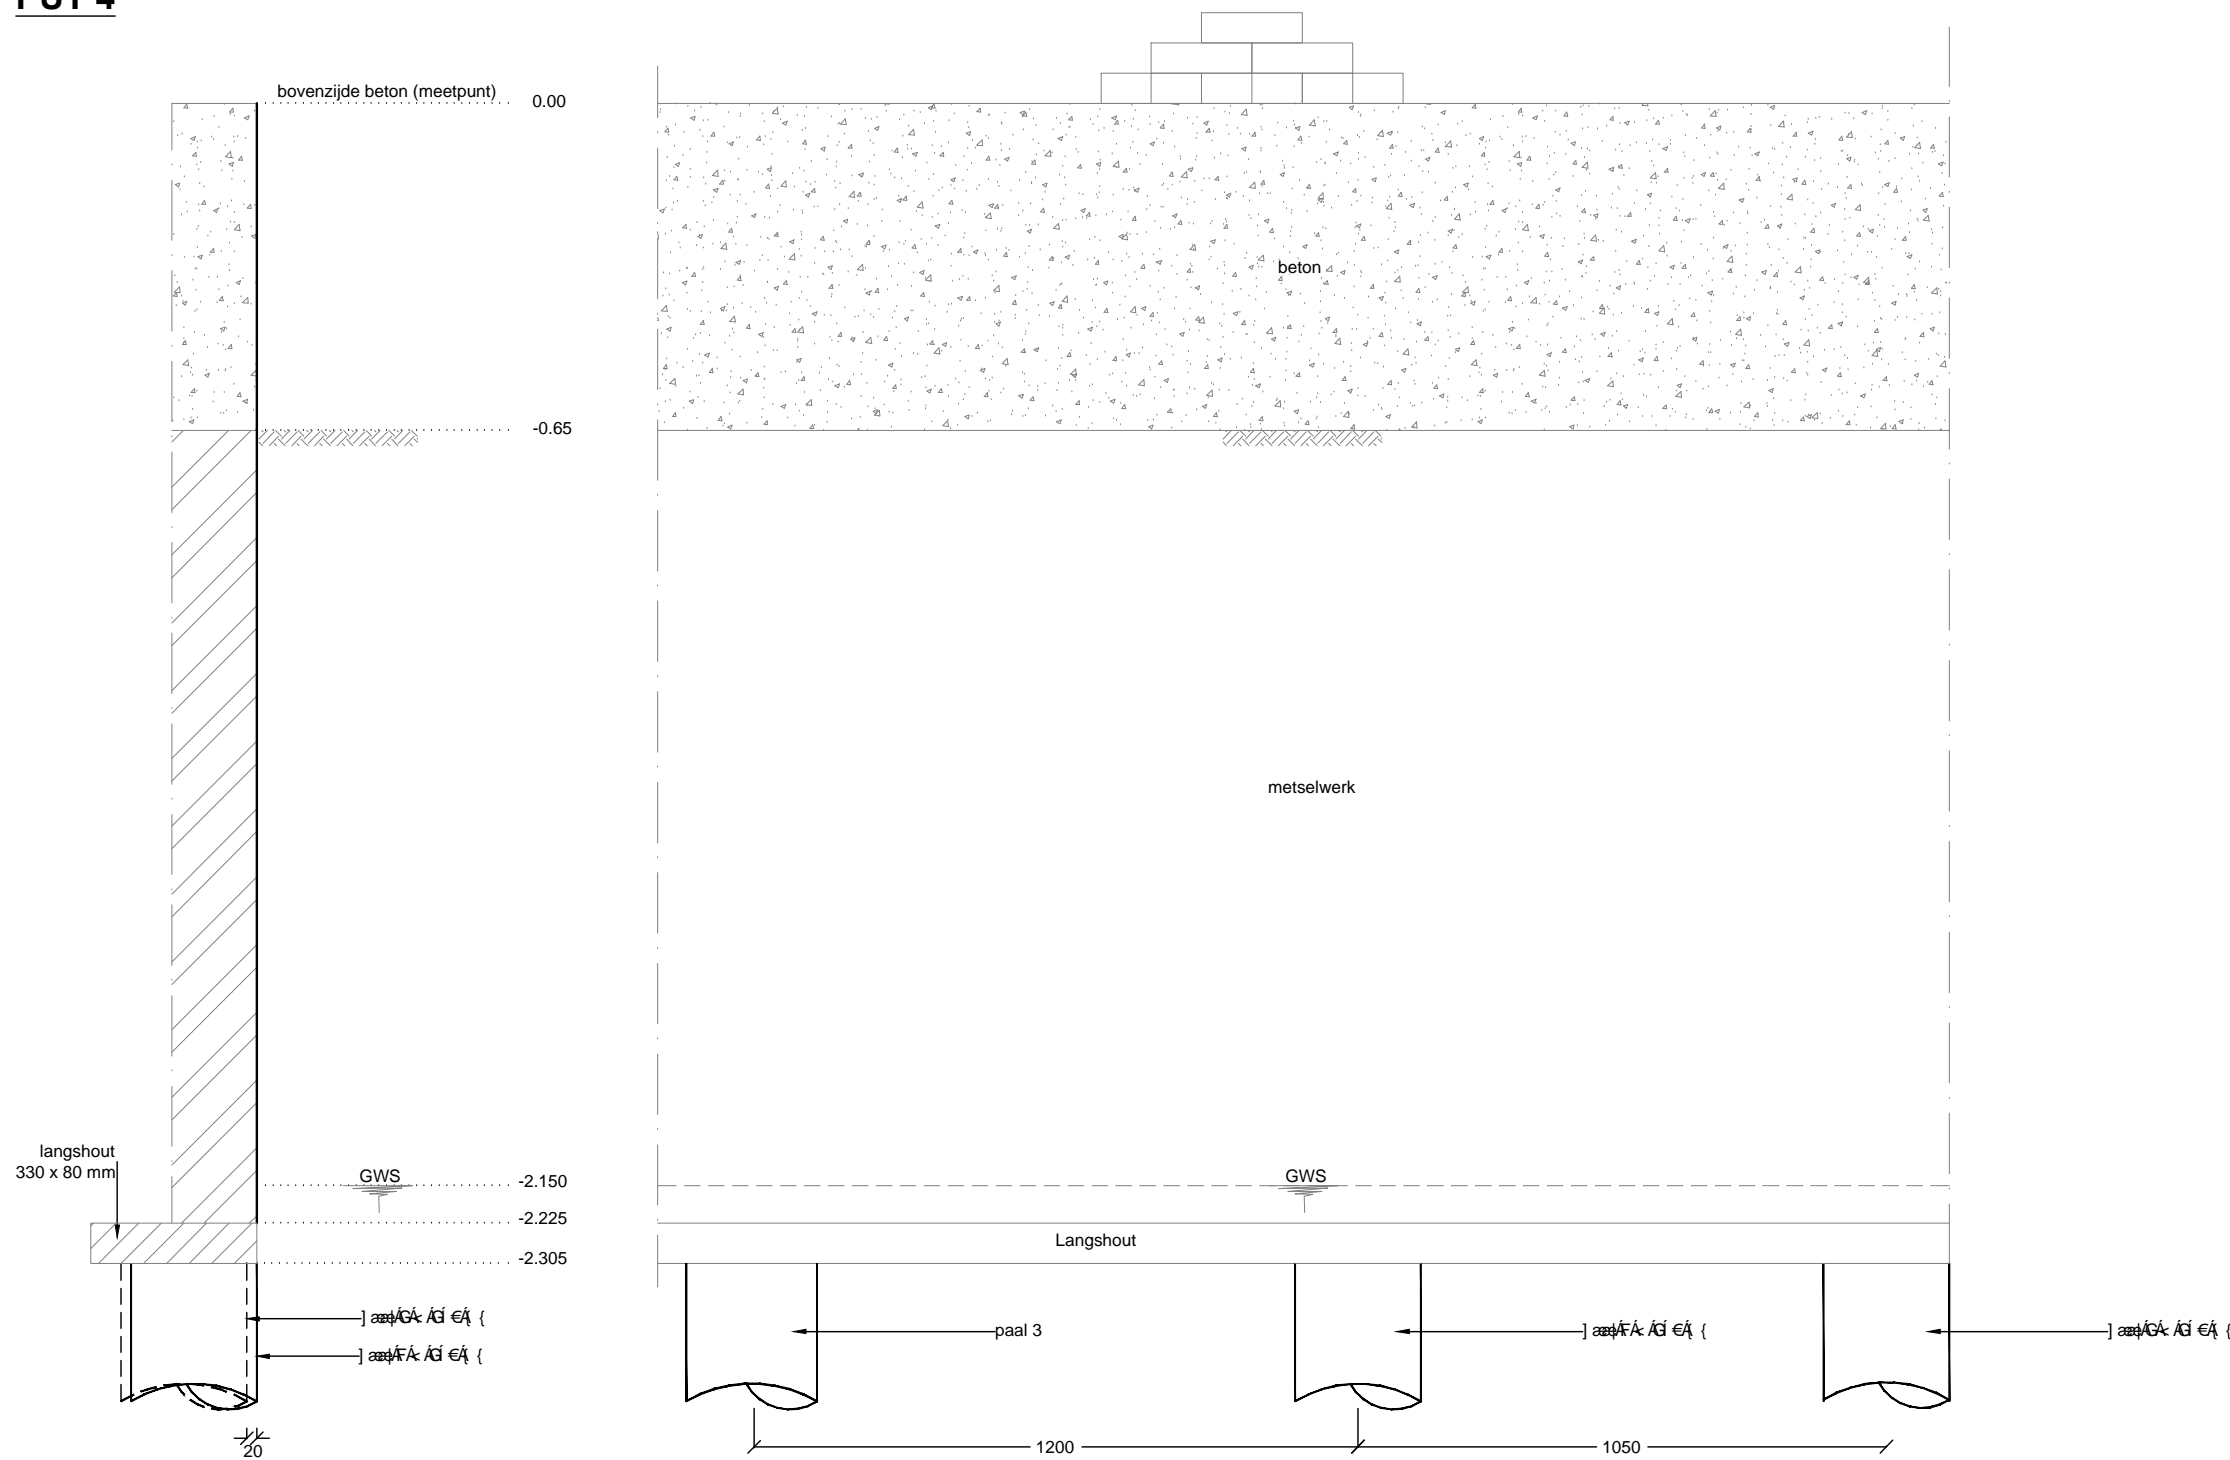 PUT 4
bovenzijde beton (meetpunt)
0.00
beton
-0.65
metselwerk
langshout
330 x 80 mm
GWS
-2.150
GWS
-2.225
Langshout
-2.305
paal 3
20
1200
1050